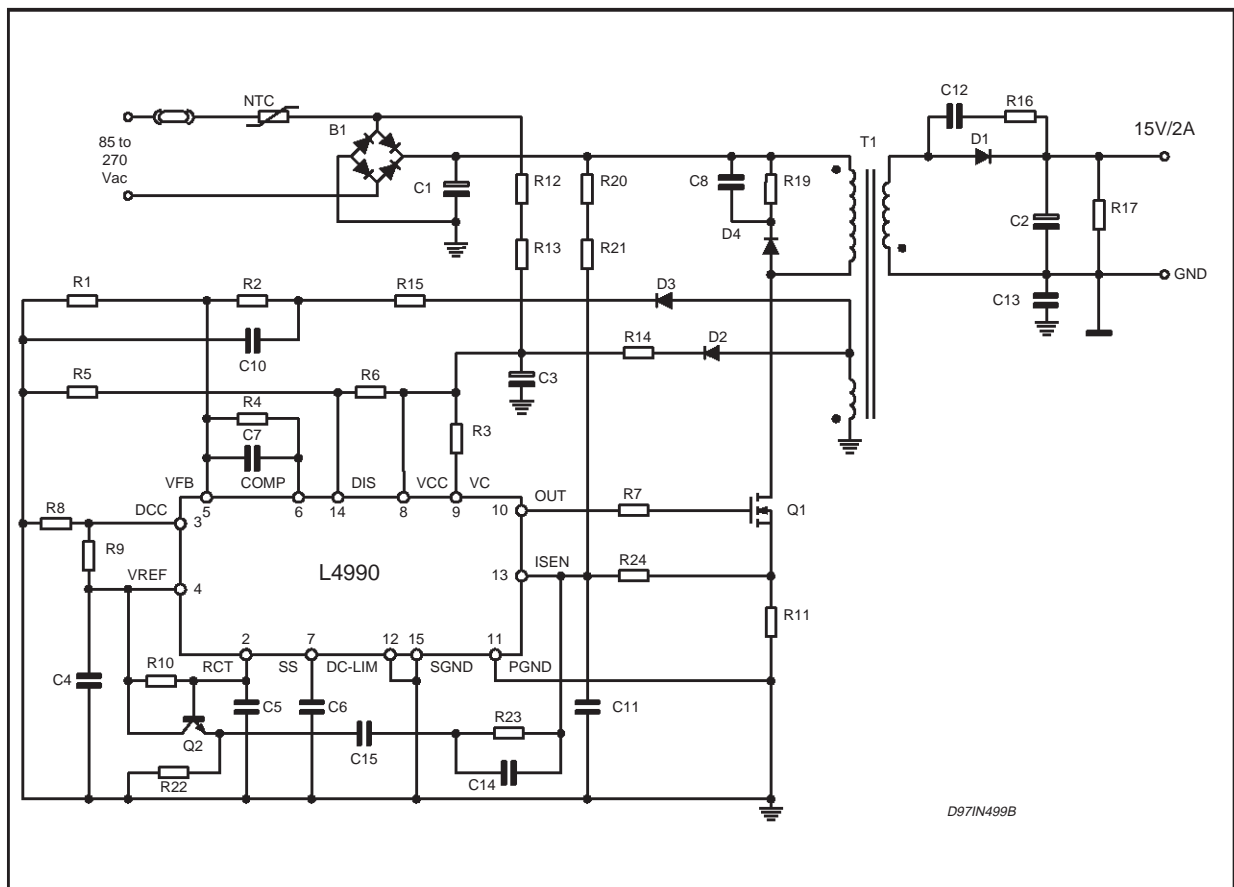 NTC
B1
85 to
270
Vac
C1
R12
R13
R20
R21
C8
R19
D4
T1
C12
R16
D1
15V/2A
C2
R17
GND
C13
R1
R2
R15
D3
C10
R14
D2
R5
R6
C3
R4
C7
R3
VFB
COMP
DIS
VCC
VC
5
6
14
8
9
OUT
10
R7
Q1
R8
DCC
3
R9
VREF
4
L4990
ISEN
13
R24
R11
2
7
12
15
11
RCT
SS
DC-LIM
SGND
PGND
C4
R10
C5
C6
C11
Q2
C15
R23
R22
C14
D97IN499B